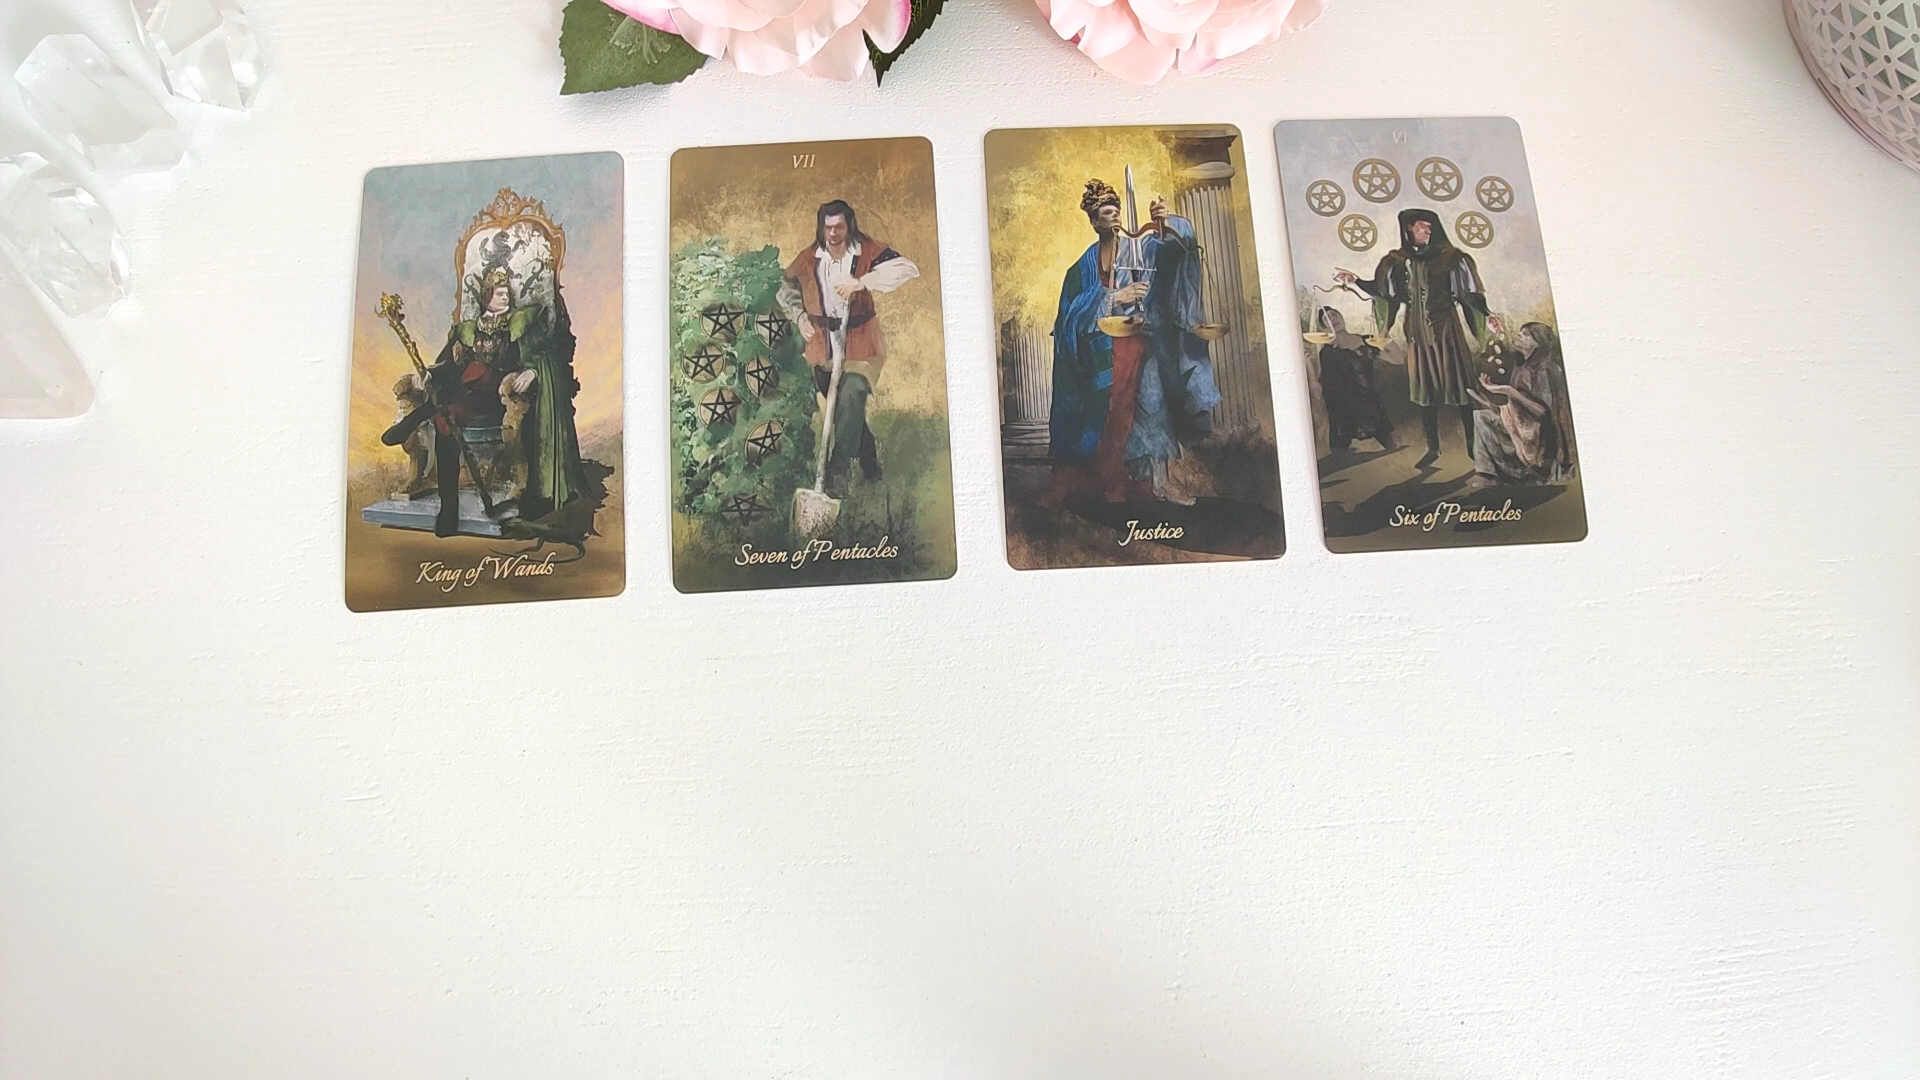 King of Wands
VII
Seven of Pentacles
Justice
VI
Six of Pentacles